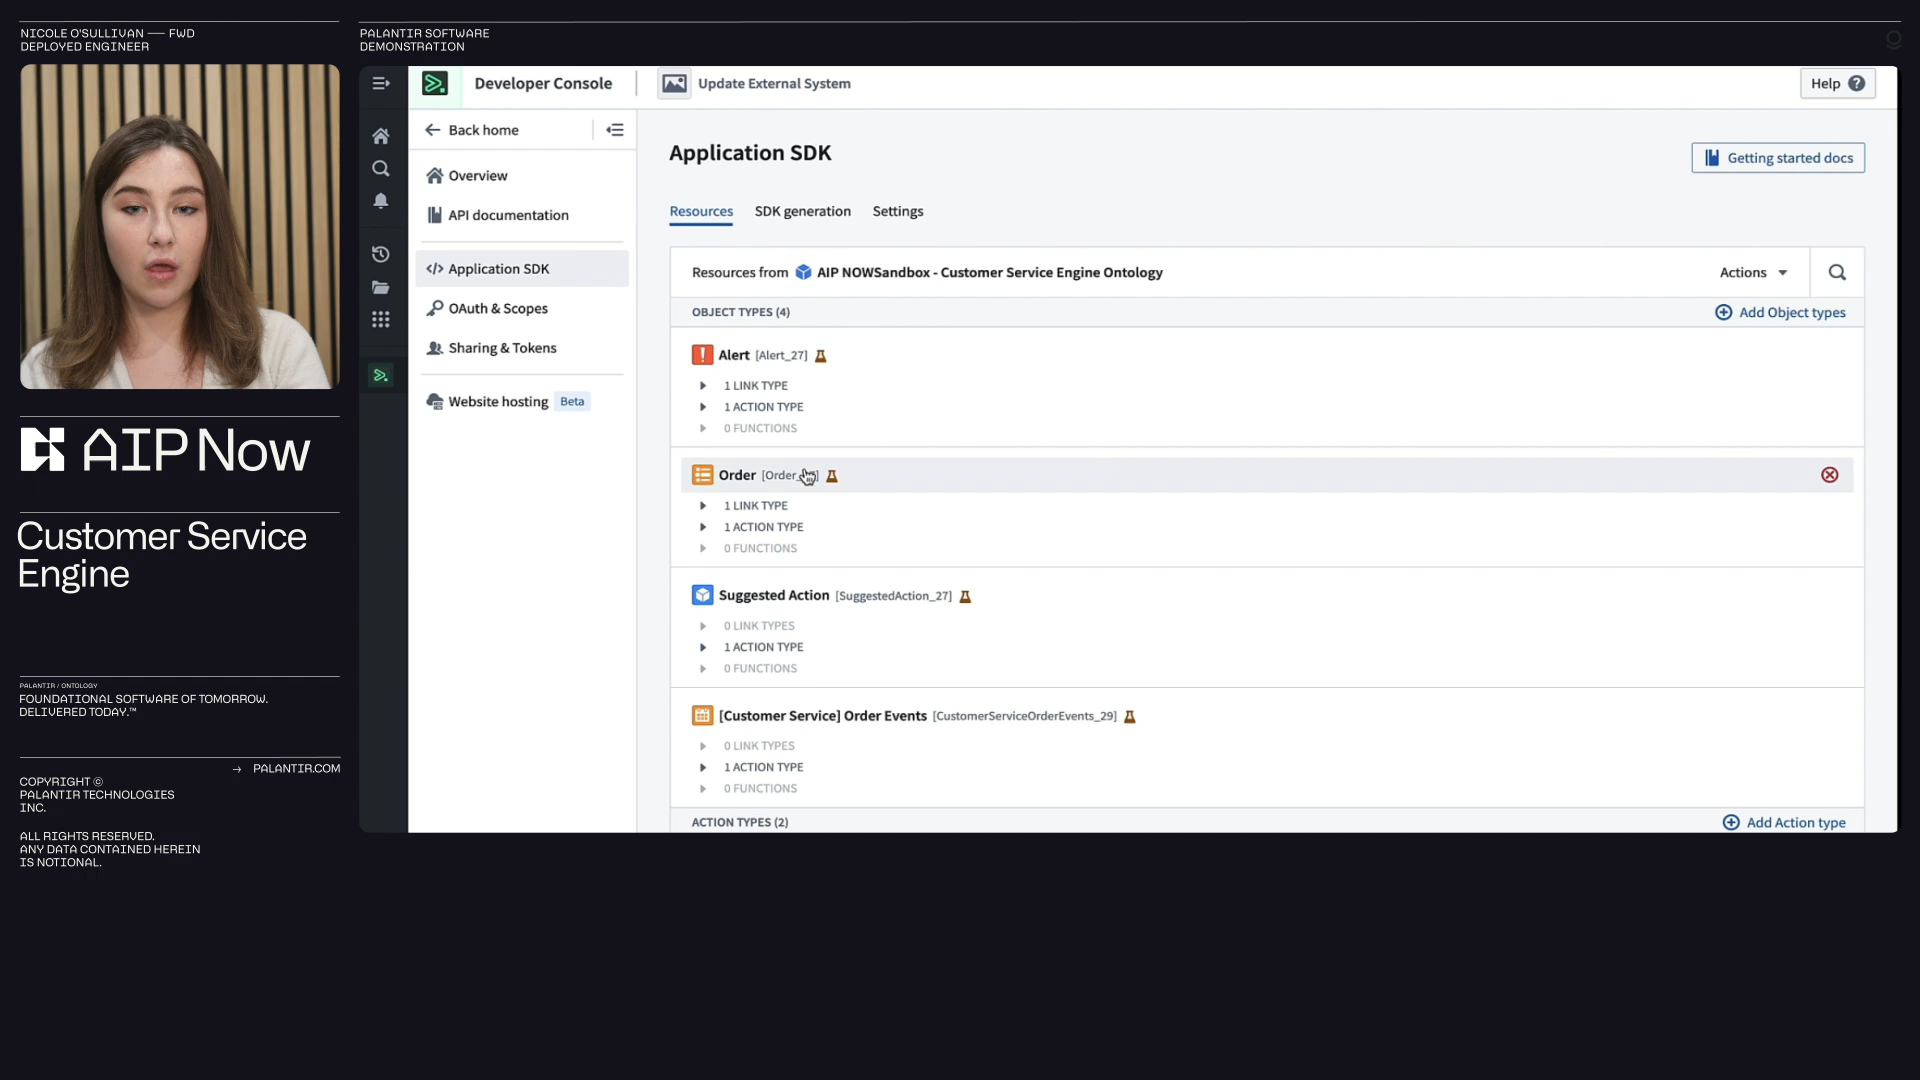 NICOLE O'SULLIVAN — FWD
DEPLOYED ENGINEER
PALANTIR SOFTWARE
DEMONSTRATION
AIP Now
Customer Service
Engine
PALANTIR / ONTOLOGY
FOUNDATIONAL SOFTWARE OF TOMORROW.
DELIVERED TODAY.™
→ PALANTIR.COM
COPYRIGHT ©
PALANTIR TECHNOLOGIES
INC.
ALL RIGHTS RESERVED.
ANY DATA CONTAINED HEREIN
IS NOTIONAL.
Developer Console
Update External System
Help
Back home
Overview
API documentation
Application SDK
OAuth & Scopes
Sharing & Tokens
Website hosting Beta
Application SDK
Getting started docs
Resources SDK generation Settings
Resources from AIP NOWSandbox - Customer Service Engine Ontology
Actions
OBJECT TYPES (4)
Add Object types
Alert [Alert_27]
1 LINK TYPE
1 ACTION TYPE
0 FUNCTIONS
Order
1 LINK TYPE
1 ACTION TYPE
0 FUNCTIONS
Suggested Action [SuggestedAction_27]
0 LINK TYPES
1 ACTION TYPE
0 FUNCTIONS
[Customer Service] Order Events [CustomerServiceOrderEvents_29]
0 LINK TYPES
1 ACTION TYPE
0 FUNCTIONS
ACTION TYPES (2)
Add Action type